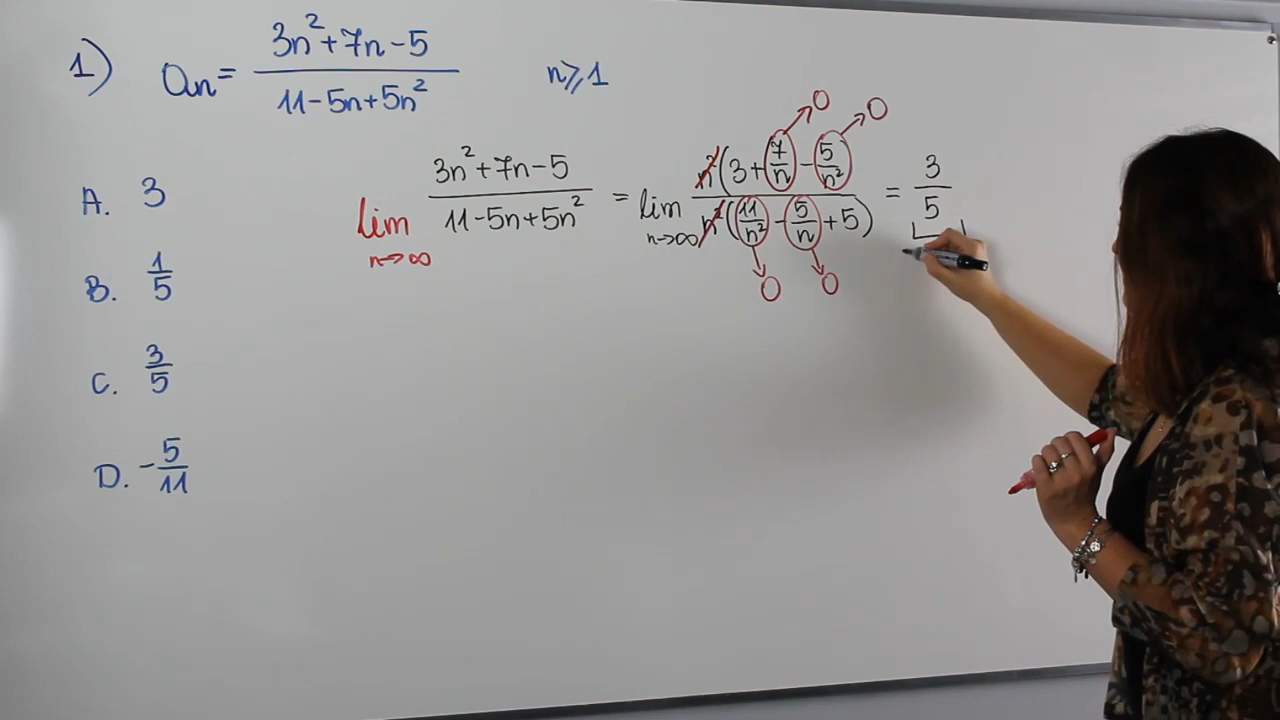 1) an = (3n²+7n-5)/(11-5n+5n²) n⩾1
lim n→∞ (3n²+7n-5)/(11-5n+5n²) = lim n→∞ n²(3+7/n-5/n²)/n²(11/n²-5/n+5) = 3/5
0 0
0 0
A. 3
B. 1/5
C. 3/5
D. -5/11